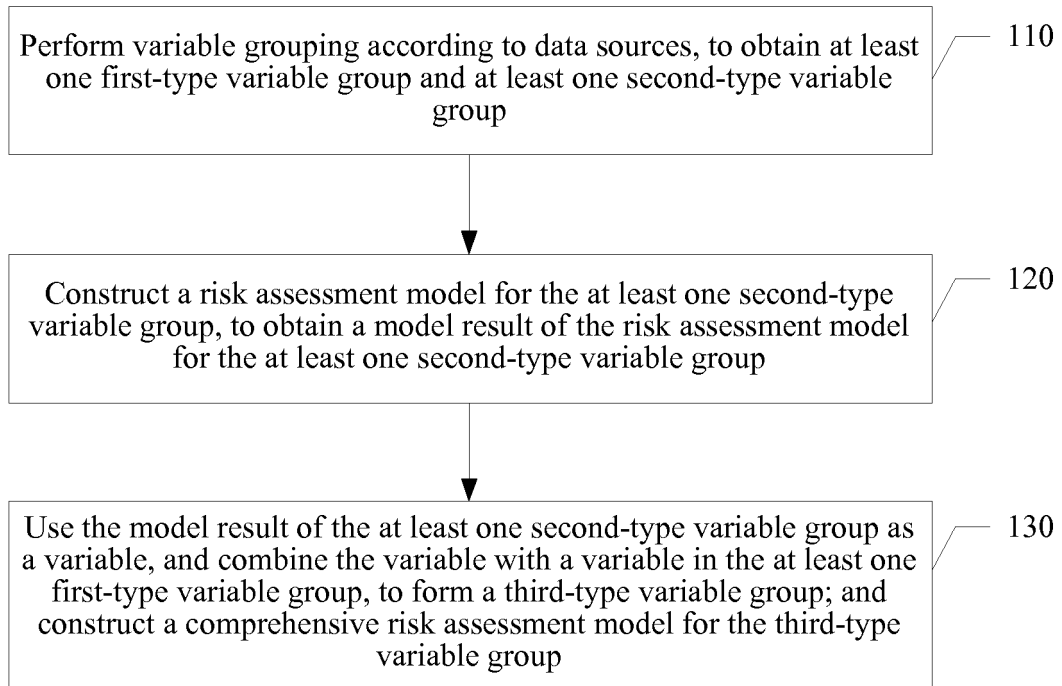 Perform variable grouping according to data sources, to obtain at least
one first-type variable group and at least one second-type variable
group
110
Construct a risk assessment model for the at least one second-type
variable group, to obtain a model result of the risk assessment model
for the at least one second-type variable group
120
Use the model result of the at least one second-type variable group as
a variable, and combine the variable with a variable in the at least one
first-type variable group, to form a third-type variable group; and
construct a comprehensive risk assessment model for the third-type
variable group
130